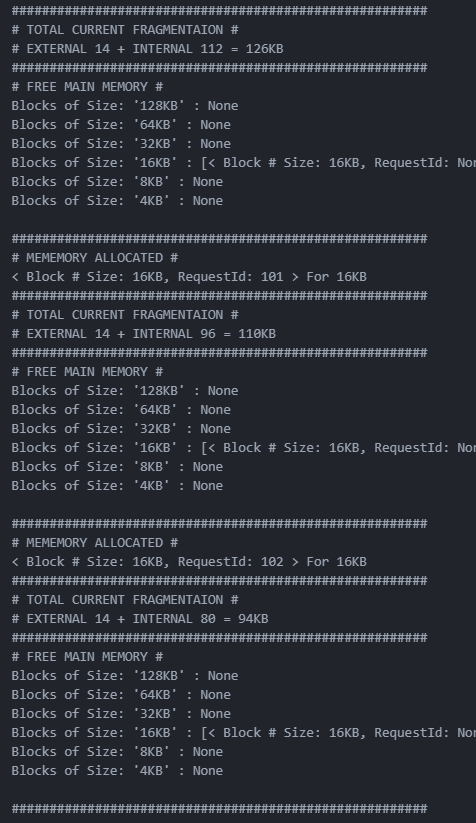 #######################################################
# TOTAL CURRENT FRAGMENTAION #
# EXTERNAL 14 + INTERNAL 112 = 126KB
#######################################################
# FREE MAIN MEMORY #
Blocks of Size: '128KB' : None
Blocks of Size: '64KB' : None
Blocks of Size: '32KB' : None
Blocks of Size: '16KB' : [< Block # Size: 16KB, RequestId: Non
Blocks of Size: '8KB' : None
Blocks of Size: '4KB' : None
#######################################################
# MEMEMORY ALLOCATED #
< Block # Size: 16KB, RequestId: 101 > For 16KB
#######################################################
# TOTAL CURRENT FRAGMENTAION #
# EXTERNAL 14 + INTERNAL 96 = 110KB
#######################################################
# FREE MAIN MEMORY #
Blocks of Size: '128KB' : None
Blocks of Size: '64KB' : None
Blocks of Size: '32KB' : None
Blocks of Size: '16KB' : [< Block # Size: 16KB, RequestId: Non
Blocks of Size: '8KB' : None
Blocks of Size: '4KB' : None
#######################################################
# MEMEMORY ALLOCATED #
< Block # Size: 16KB, RequestId: 102 > For 16KB
#######################################################
# TOTAL CURRENT FRAGMENTAION #
# EXTERNAL 14 + INTERNAL 80 = 94KB
#######################################################
# FREE MAIN MEMORY #
Blocks of Size: '128KB' : None
Blocks of Size: '64KB' : None
Blocks of Size: '32KB' : None
Blocks of Size: '16KB' : [< Block # Size: 16KB, RequestId: Non
Blocks of Size: '8KB' : None
Blocks of Size: '4KB' : None
#######################################################